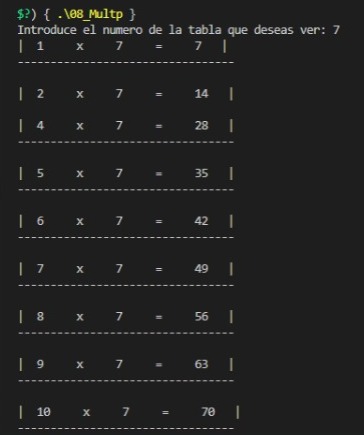 $?) { .\08_Multp }
Introduce el numero de la tabla que deseas ver: 7
| 1 x 7 = 7 |
-------------------------------
| 2 x 7 = 14 |
| 4 x 7 = 28 |
-------------------------------
| 5 x 7 = 35 |
-------------------------------
| 6 x 7 = 42 |
-------------------------------
| 7 x 7 = 49 |
-------------------------------
| 8 x 7 = 56 |
-------------------------------
| 9 x 7 = 63 |
-------------------------------
| 10 x 7 = 70 |
-------------------------------